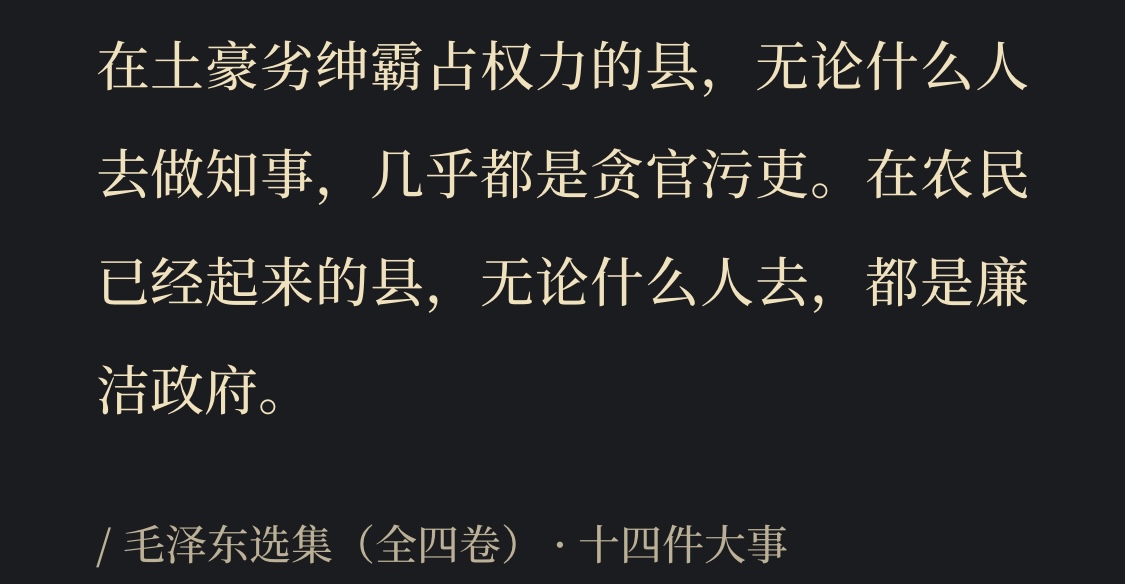 在土豪劣绅霸占权力的县，无论什么人
去做知事，几乎都是贪官污吏。在农民
已经起来的县，无论什么人去，都是廉
洁政府。
/ 毛泽东选集（全四卷）· 十四件大事